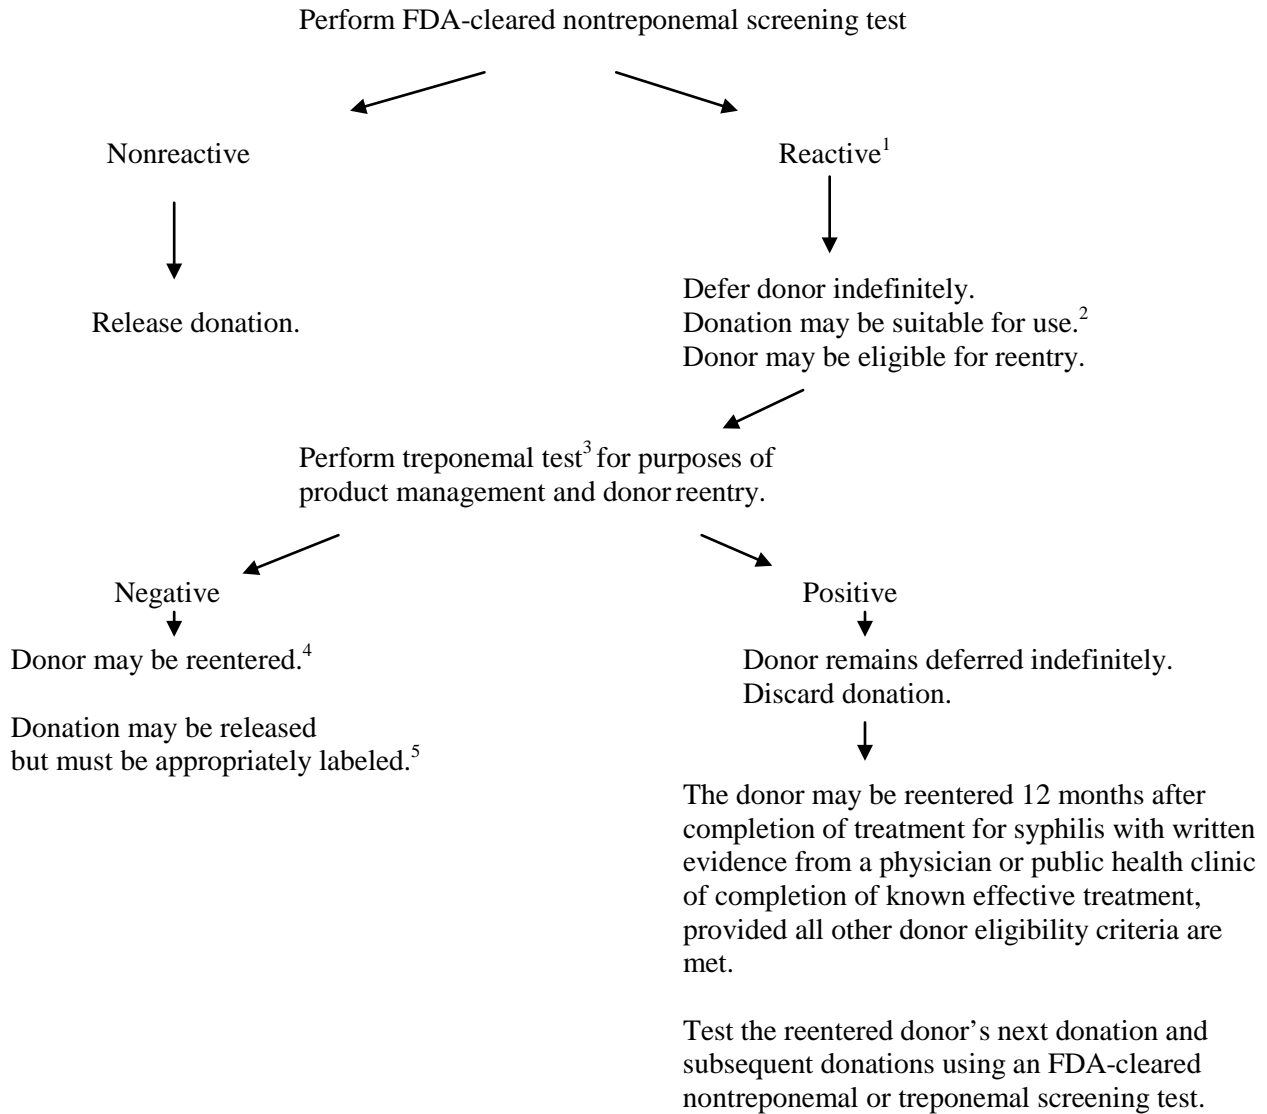 Perform FDA-cleared nontreponemal screening test
Nonreactive
Reactive1
Release donation.
Defer donor indefinitely.
Donation may be suitable for use.2
Donor may be eligible for reentry.
Perform treponemal test3 for purposes of
product management and donor reentry.
Negative
Positive
Donor may be reentered.4
Donation may be released
but must be appropriately labeled.5
Donor remains deferred indefinitely.
Discard donation.
The donor may be reentered 12 months after
completion of treatment for syphilis with written
evidence from a physician or public health clinic
of completion of known effective treatment,
provided all other donor eligibility criteria are
met.
Test the reentered donor’s next donation and
subsequent donations using an FDA-cleared
nontreponemal or treponemal screening test.